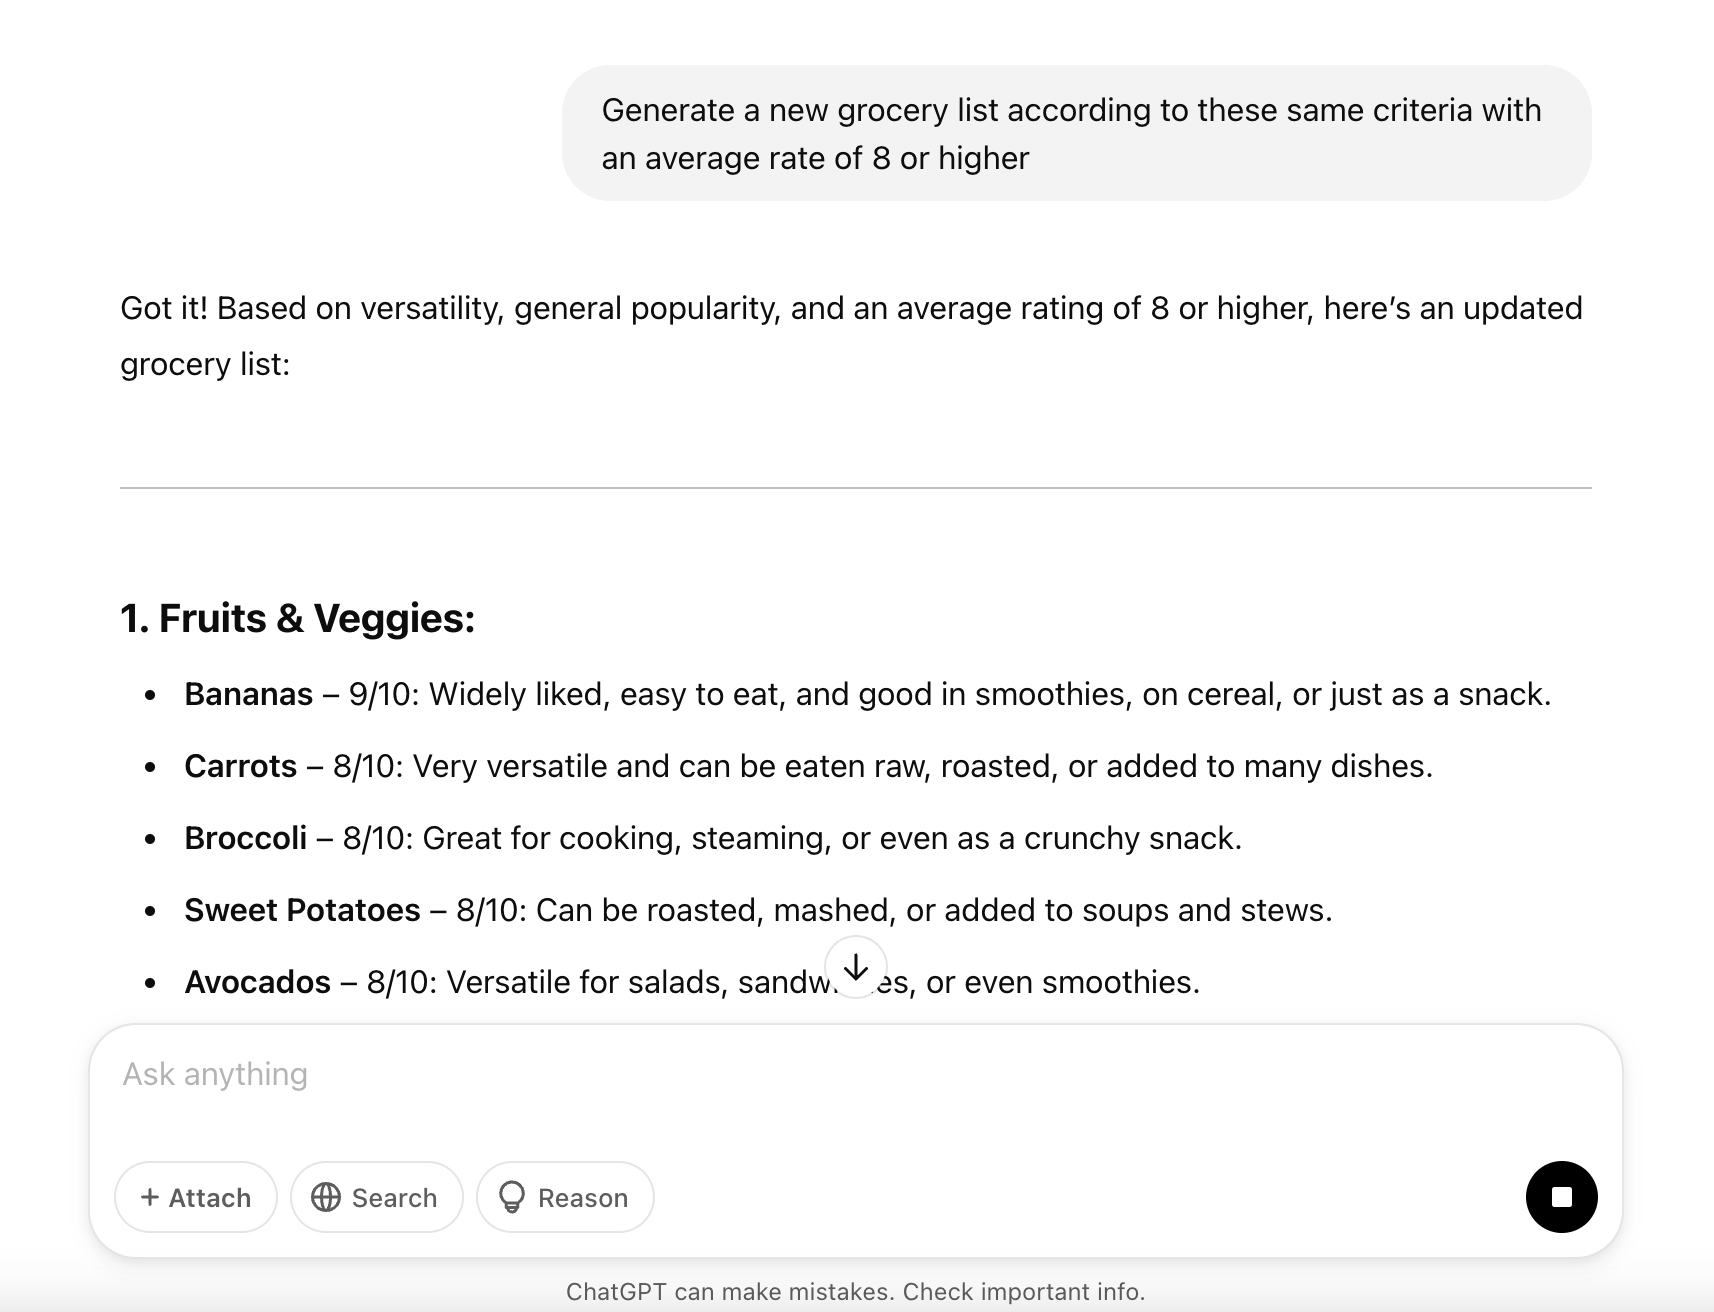 Generate a new grocery list according to these same criteria with
an average rate of 8 or higher
Got it! Based on versatility, general popularity, and an average rating of 8 or higher, here’s an updated
grocery list:
1. Fruits & Veggies:
• Bananas – 9/10: Widely liked, easy to eat, and good in smoothies, on cereal, or just as a snack.
• Carrots – 8/10: Very versatile and can be eaten raw, roasted, or added to many dishes.
• Broccoli – 8/10: Great for cooking, steaming, or even as a crunchy snack.
• Sweet Potatoes – 8/10: Can be roasted, mashed, or added to soups and stews.
• Avocados – 8/10: Versatile for salads, or even smoothies.
Ask anything
+ Attach
Search
Reason
ChatGPT can make mistakes. Check important info.